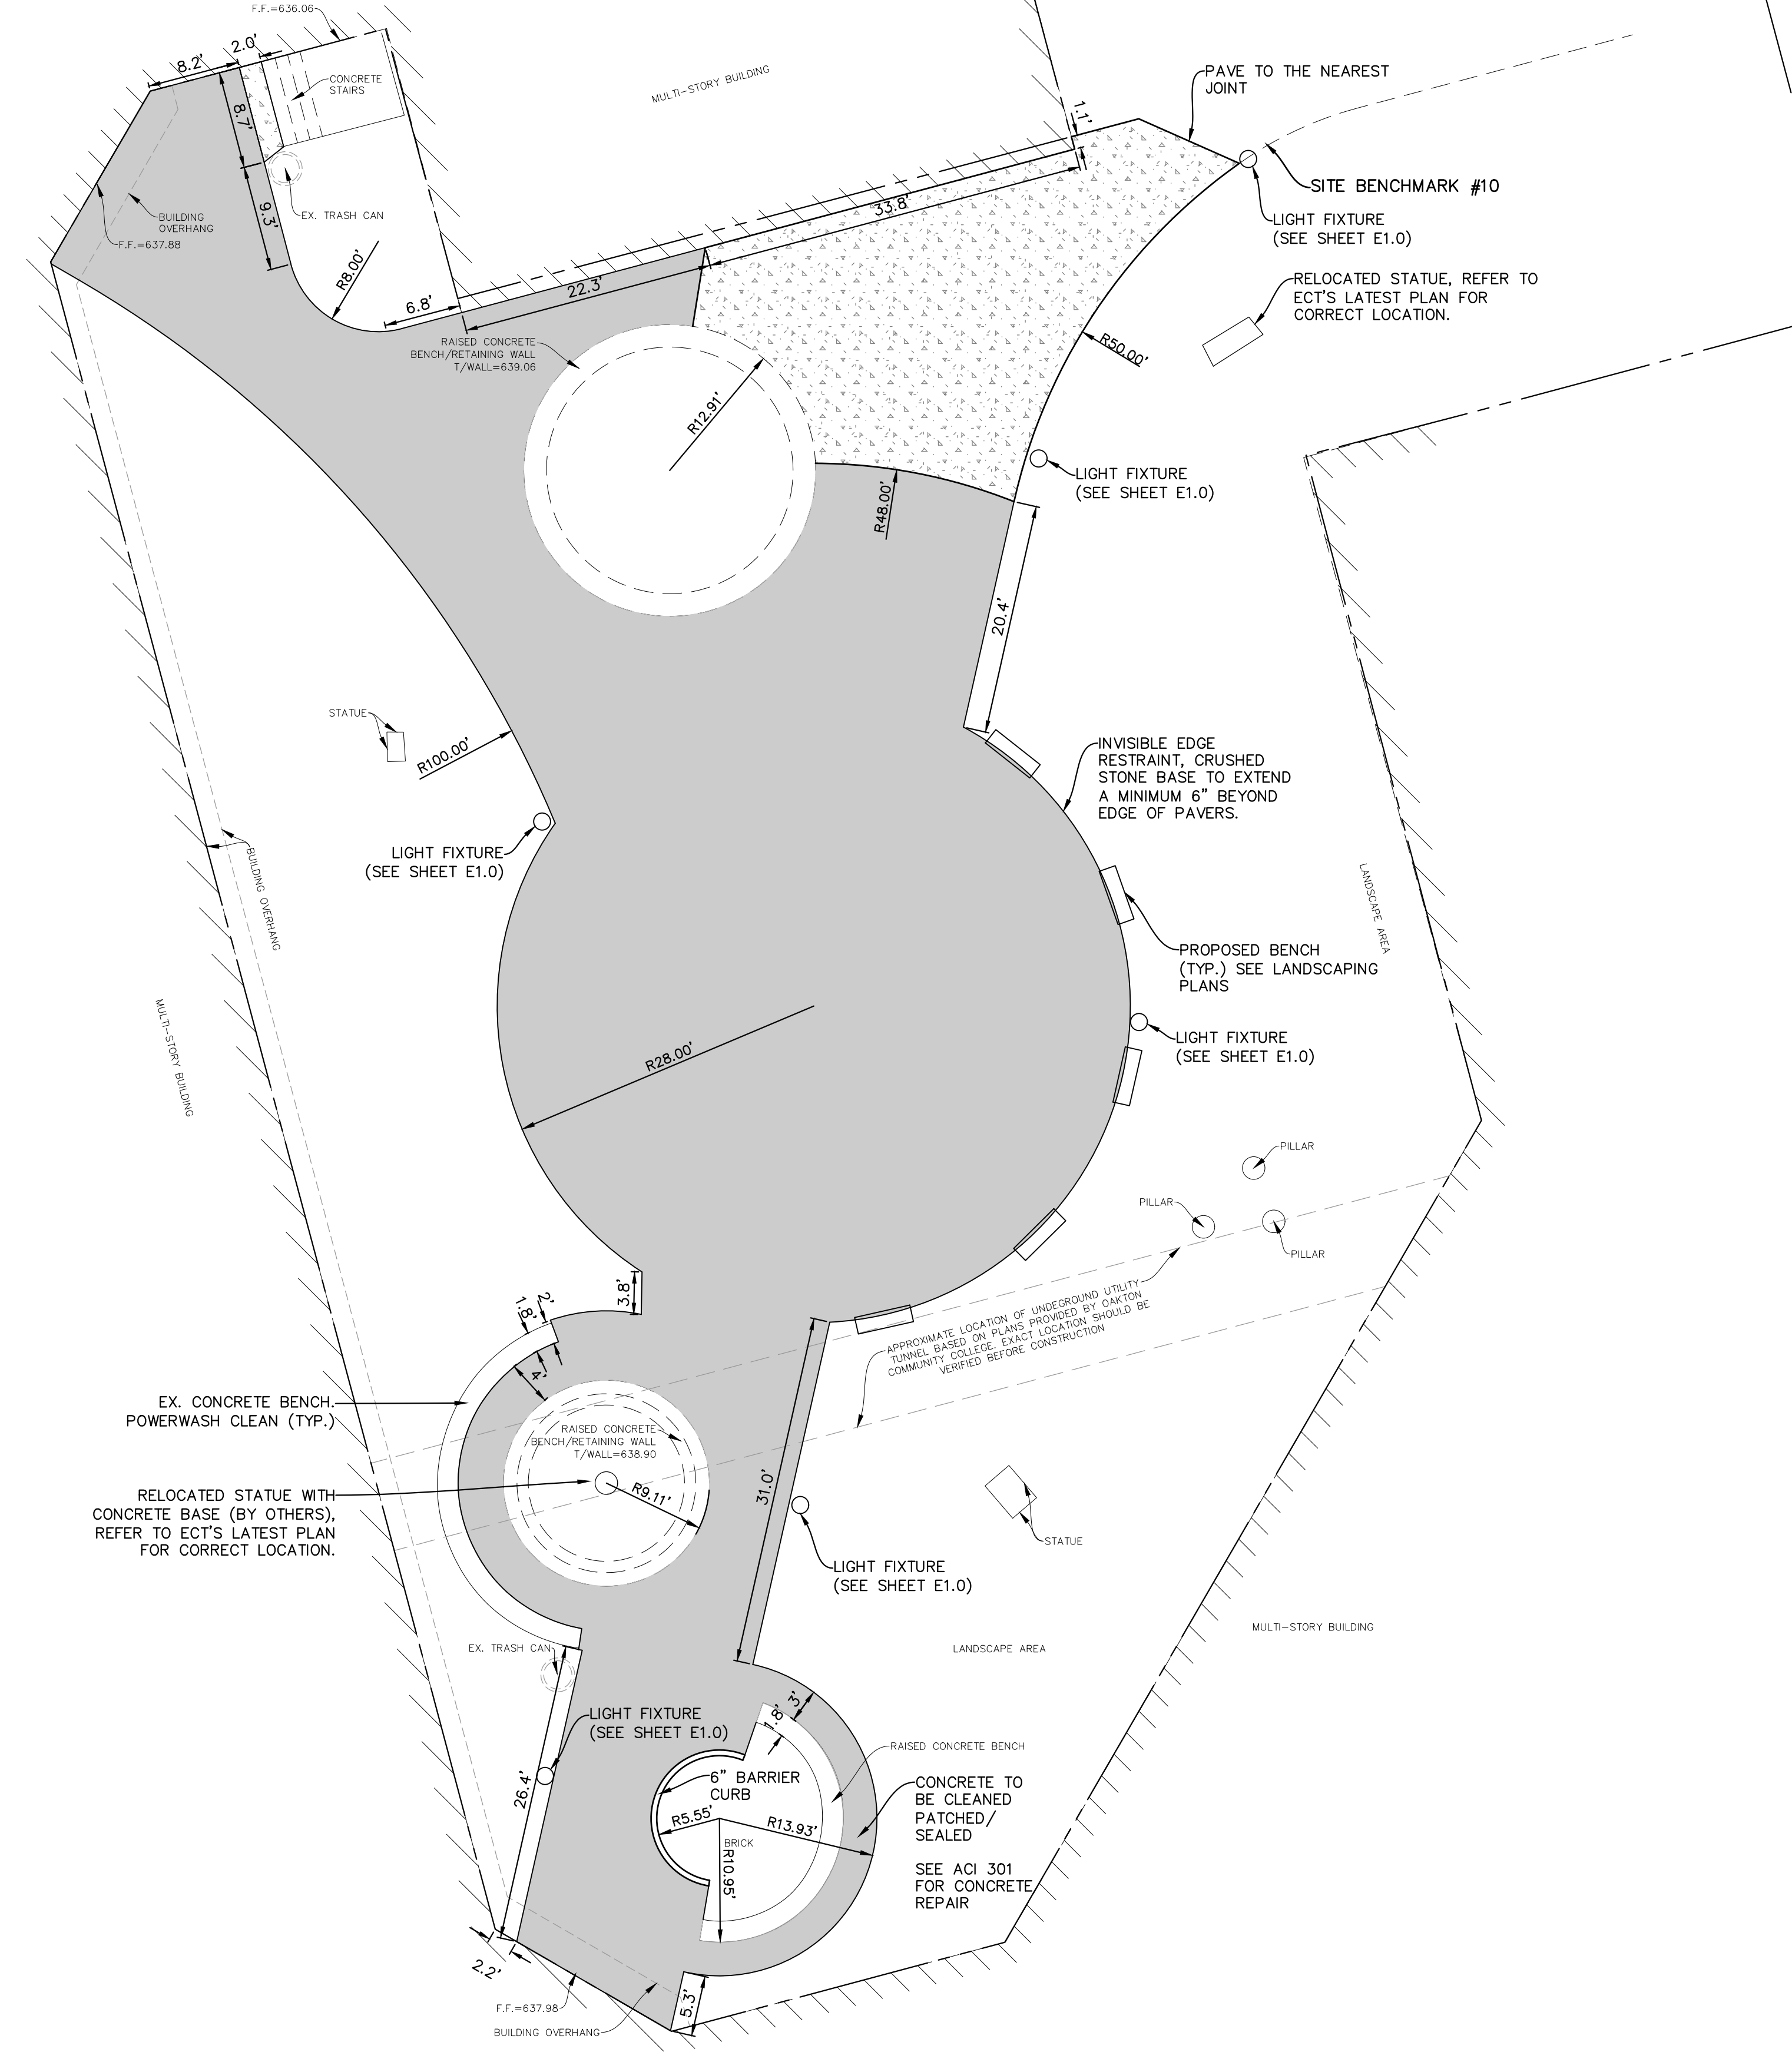 F.F.=636.06
8.2'
2.0'
CONCRETE
STAIRS
8.7'
9.3'
EX. TRASH CAN
BUILDING
OVERHANG
F.F.=637.88
R8.00'
6.8'
22.3'
33.8'
1.1'
MULTI-STORY BUILDING
PAVE TO THE NEAREST
JOINT
SITE BENCHMARK #10
LIGHT FIXTURE
(SEE SHEET E1.0)
RELOCATED STATUE, REFER TO
ECT'S LATEST PLAN FOR
CORRECT LOCATION.
R50.00'
RAISED CONCRETE
BENCH/RETAINING WALL
T/WALL=639.06
R12.91'
LIGHT FIXTURE
(SEE SHEET E1.0)
R48.00'
20.4'
STATUE
R100.00'
INVISIBLE EDGE
RESTRAINT, CRUSHED
STONE BASE TO EXTEND
A MINIMUM 6" BEYOND
EDGE OF PAVERS.
LIGHT FIXTURE
(SEE SHEET E1.0)
BUILDING OVERHANG
LANDSCAPE AREA
PROPOSED BENCH
(TYP.) SEE LANDSCAPING
PLANS
MULTI-STORY BUILDING
R28.00'
LIGHT FIXTURE
(SEE SHEET E1.0)
PILLAR
PILLAR
PILLAR
3.8'
2'
1.8'
4'
APPROXIMATE LOCATION OF UNDEGROUND UTILITY
TUNNEL BASED ON PLANS PROVIDED BY OAKTON
COMMUNITY COLLEGE. EXACT LOCATION SHOULD BE
VERIFIED BEFORE CONSTRUCTION
EX. CONCRETE BENCH.
POWERWASH CLEAN (TYP.)
RAISED CONCRETE
BENCH/RETAINING WALL
T/WALL=638.90
R9.11'
31.0'
RELOCATED STATUE WITH
CONCRETE BASE (BY OTHERS),
REFER TO ECT'S LATEST PLAN
FOR CORRECT LOCATION.
STATUE
LIGHT FIXTURE
(SEE SHEET E1.0)
MULTI-STORY BUILDING
EX. TRASH CAN
LANDSCAPE AREA
LIGHT FIXTURE
(SEE SHEET E1.0)
3'
1.8'
RAISED CONCRETE BENCH
6" BARRIER
CURB
R5.55'
R13.93'
BRICK
R10.95'
CONCRETE TO
BE CLEANED
PATCHED/
SEALED
SEE ACI 301
FOR CONCRETE
REPAIR
26.4'
2.2'
5.3'
F.F.=637.98
BUILDING OVERHANG